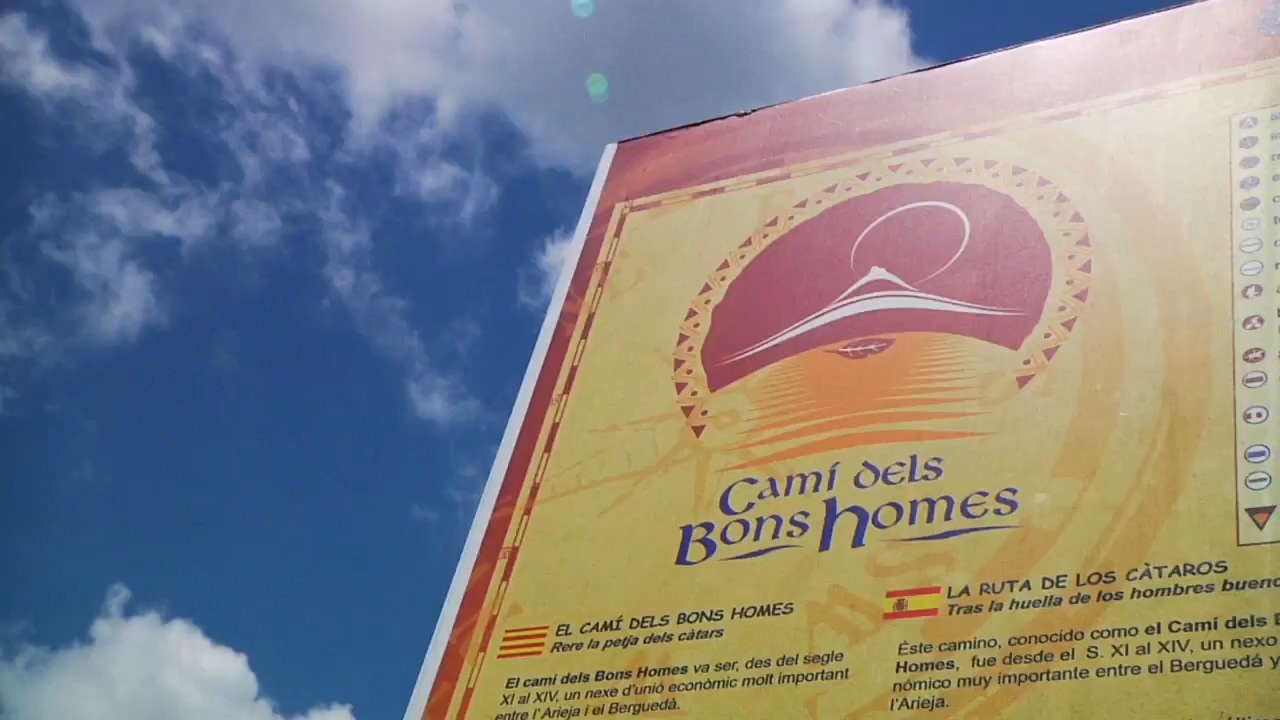 Camí dels
Bons homes
EL CAMÍ DELS BONS HOMES
Rere la petja dels càtars
El camí dels Bons Homes va ser, des del segle
XI al XIV, un nexe d'unió econòmic molt important
entre l'Arieja i el Berguedà.
LA RUTA DE LOS CÀTAROS
Tras la huella de los hombres bueno
Éste camino, conocido como el Camí dels B
Homes, fue desde el S. XI al XIV, un nexo
nómico muy importante entre el Berguedá y
l'Arieja.